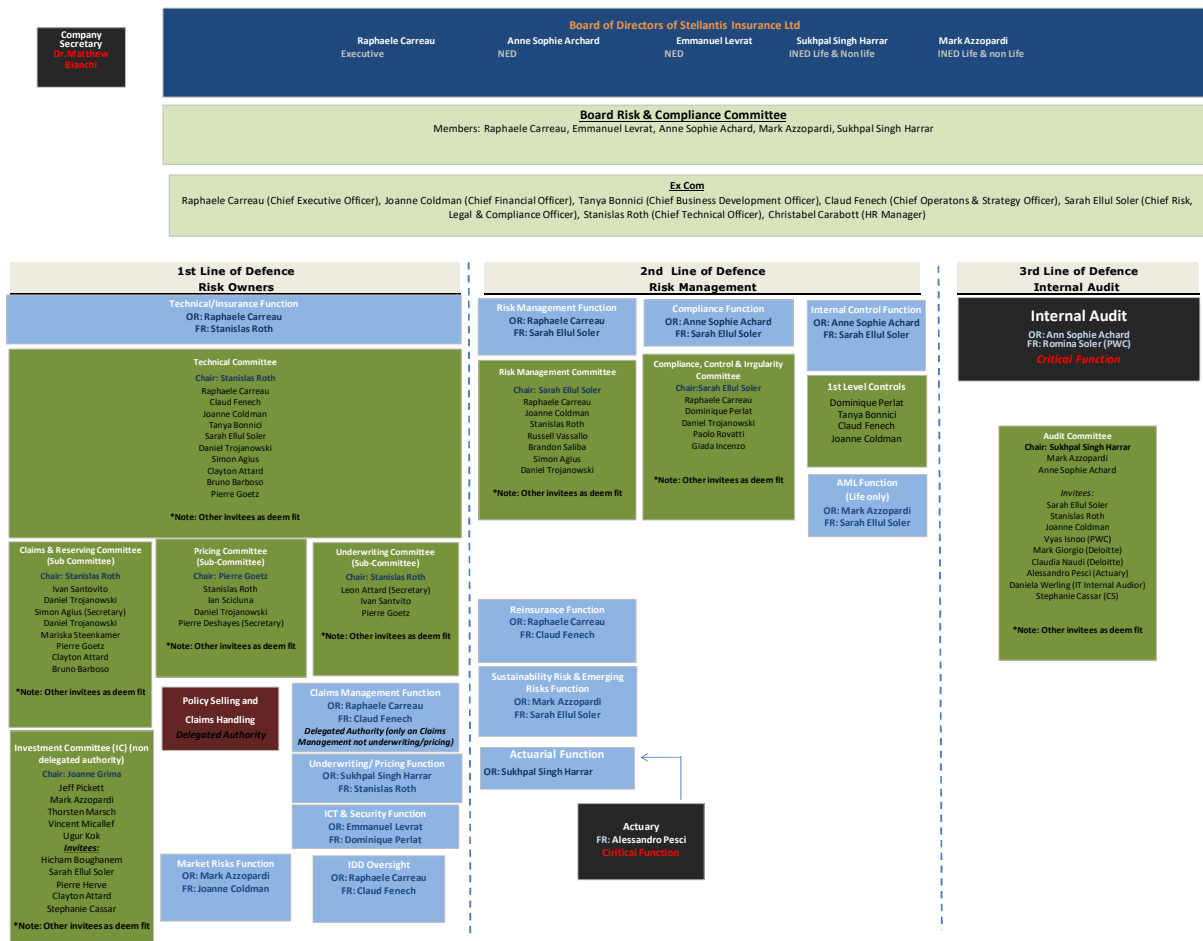 Company
Secretary
Dr.Matthew
Bianchi
Board of Directors of Stellantis Insurance Ltd
Raphaele Carreau
Executive
Anne Sophie Archard
NED
Emmanuel Levrat
NED
Sukhpal Singh Harrar
INED Life & Non life
Mark Azzopardi
INED Life & non Life
Board Risk & Compliance Committee
Members: Raphaele Carreau, Emmanuel Levrat, Anne Sophie Achard, Mark Azzopardi, Sukhpal Singh Harrar
Ex Com
Raphaele Carreau (Chief Executive Officer), Joanne Coldman (Chief Financial Officer), Tanya Bonnici (Chief Business Development Officer), Claud Fenech (Chief Operatons & Strategy Officer), Sarah Ellul Soler (Chief Risk,
Legal & Compliance Officer), Stanislas Roth (Chief Technical Officer), Christabel Carabott (HR Manager)
1st Line of Defence
Risk Owners
Technical/Insurance Function
OR: Raphaele Carreau
FR: Stanislas Roth
Technical Committee
Chair: Stanislas Roth
Raphaele Carreau
Claud Fenech
Joanne Coldman
Tanya Bonnici
Sarah Ellul Soler
Daniel Trojanowski
Simon Agius
Clayton Attard
Bruno Barboso
Pierre Goetz
*Note: Other invitees as deem fit
Claims & Reserving Committee
(Sub Committee)
Chair: Stanislas Roth
Ivan Santovito
Daniel Trojanowski
Simon Agius (Secretary)
Daniel Trojanowski
Mariska Steenkamer
Pierre Goetz
Clayton Attard
Bruno Barboso
*Note: Other invitees as deem fit
Pricing Committee
(Sub-Committee)
Chair: Pierre Goetz
Stanislas Roth
Ian Scicluna
Daniel Trojanowski
Pierre Deshayes (Secretary)
*Note: Other invitees as deem fit
Underwriting Committee
(Sub-Committee)
Chair: Stanislas Roth
Leon Attard (Secretary)
Ivan Santvito
Pierre Goetz
*Note: Other invitees as deem fit
Policy Selling and
Claims Handling
Delegated Authority
Claims Management Function
OR: Raphaele Carreau
FR: Claud Fenech
Delegated Authority (only on Claims
Management not underwriting/pricing)
Investment Committee (IC) (non
delegated authority)
Chair: Joanne Grima
Jeff Pickett
Mark Azzopardi
Thorsten Marsch
Vincent Micallef
Ugur Kok
Invitees:
Hicham Boughanem
Sarah Ellul Soler
Pierre Herve
Clayton Attard
Stephanie Cassar
*Note: Other invitees as deem fit
Underwriting/ Pricing Function
OR: Sukhpal Singh Harrar
FR: Stanislas Roth
ICT & Security Function
OR: Emmanuel Levrat
FR: Dominique Perlat
Market Risks Function
OR: Mark Azzopardi
FR: Joanne Coldman
IDD Oversight
OR: Raphaele Carreau
FR: Claud Fenech
2nd Line of Defence
Risk Management
Risk Management Function
OR: Raphaele Carreau
FR: Sarah Ellul Soler
Compliance Function
OR: Anne Sophie Achard
FR: Sarah Ellul Soler
Internal Control Function
OR: Anne Sophie Achard
FR: Sarah Ellul Soler
Risk Management Committee
Chair: Sarah Ellul Soler
Raphaele Carreau
Joanne Coldman
Stanislas Roth
Russell Vassallo
Brandon Saliba
Simon Agius
Daniel Trojanowski
*Note: Other invitees as deem fit
Compliance, Control & Irrgularity
Committee
Chair:Sarah Ellul Soler
Raphaele Carreau
Dominique Perlat
Daniel Trojanowski
Paolo Rovatti
Giada Incenzo
*Note: Other invitees as deem fit
1st Level Controls
Dominique Perlat
Tanya Bonnici
Claud Fenech
Joanne Coldman
AML Function
(Life only)
OR: Mark Azzopardi
FR: Sarah Ellul Soler
Reinsurance Function
OR: Raphaele Carreau
FR: Claud Fenech
Sustainability Risk & Emerging
Risks Function
OR: Mark Azzopardi
FR: Sarah Ellul Soler
Actuarial Function
OR: Sukhpal Singh Harrar
Actuary
FR: Alessandro Pesci
Ciritical Function
3rd Line of Defence
Internal Audit
Internal Audit
OR: Ann Sophie Achard
FR: Romina Soler (PWC)
Critical Function
Audit Committee
Chair: Sukhpal Singh Harrar
Mark Azzopardi
Anne Sophie Achard
Invitees:
Sarah Ellul Soler
Stanislas Roth
Joanne Coldman
Vyas Isnoo (PWC)
Mark Giorgio (Deloitte)
Claudia Naudi (Deloitte)
Alessandro Pesci (Actuary)
Daniela Werling (IT Internal Audior)
Stephanie Cassar (CS)
*Note: Other invitees as deem fit